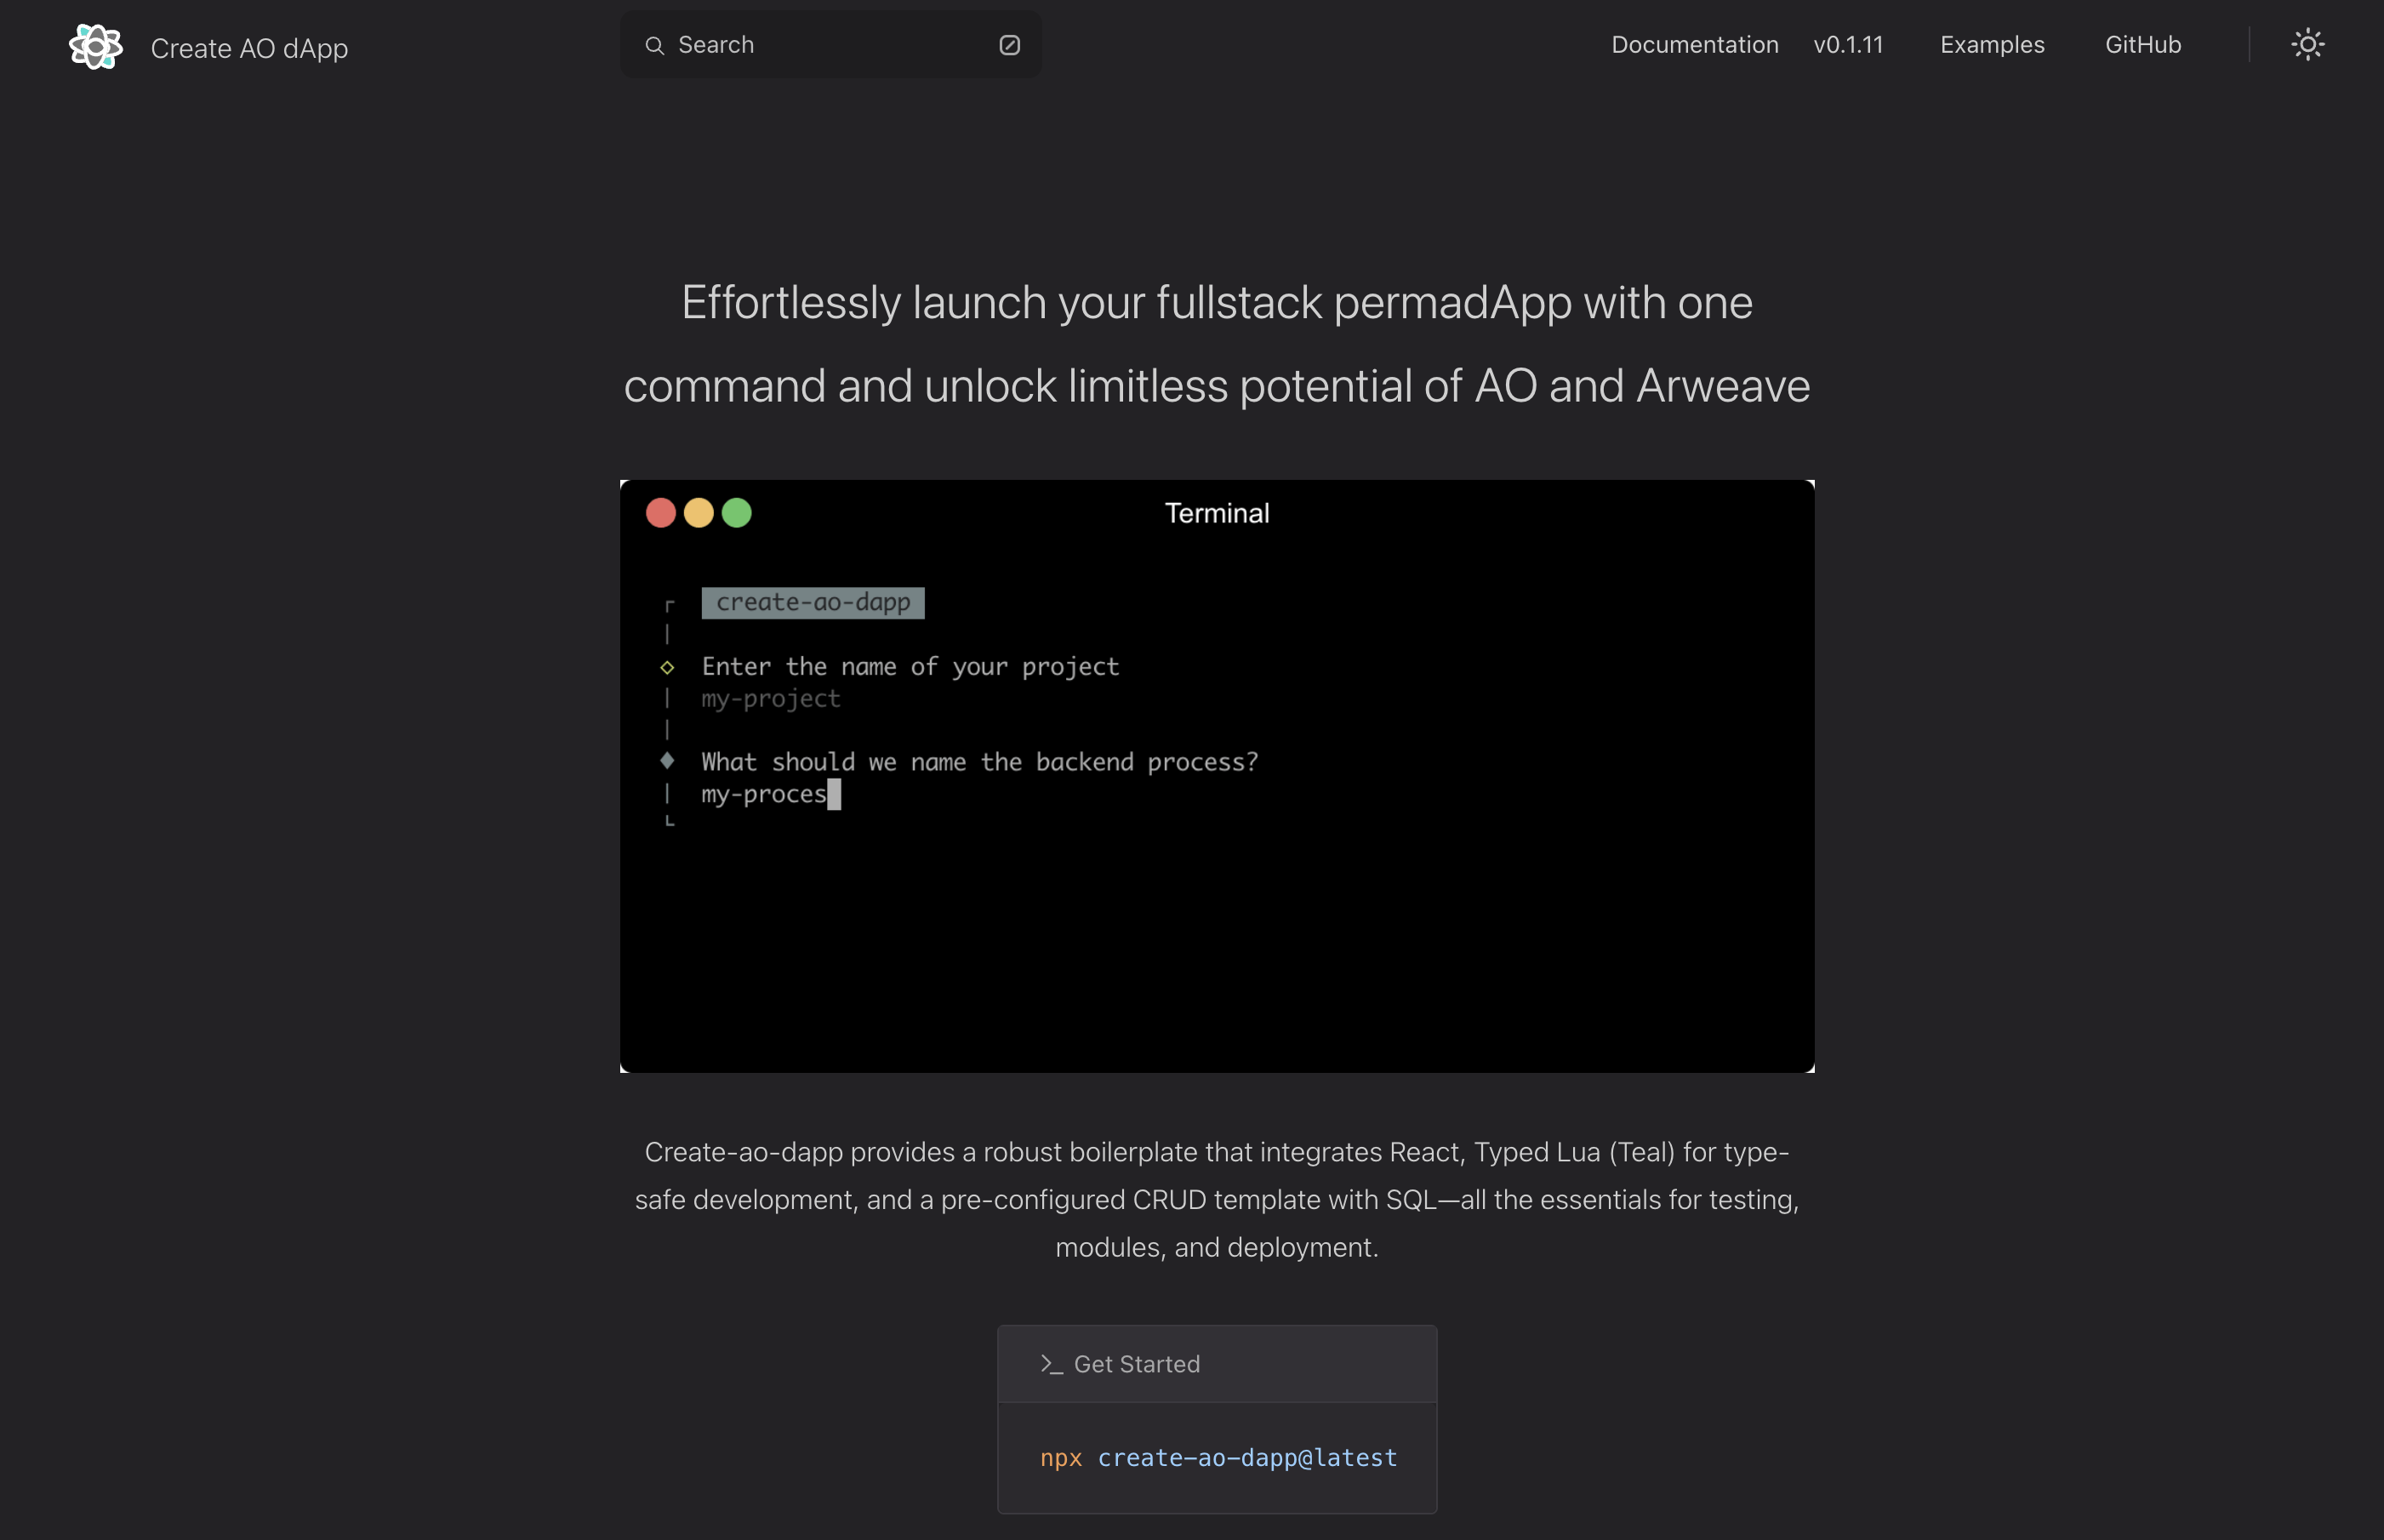 Create AO dApp
Search
Documentation
v0.1.11
Examples
GitHub
Effortlessly launch your fullstack permadApp with one
command and unlock limitless potential of AO and Arweave
Terminal
create-ao-dapp
Enter the name of your project
my-project
What should we name the backend process?
my-proces
Create-ao-dapp provides a robust boilerplate that integrates React, Typed Lua (Teal) for type-
safe development, and a pre-configured CRUD template with SQL—all the essentials for testing,
modules, and deployment.
>_ Get Started
npx create-ao-dapp@latest